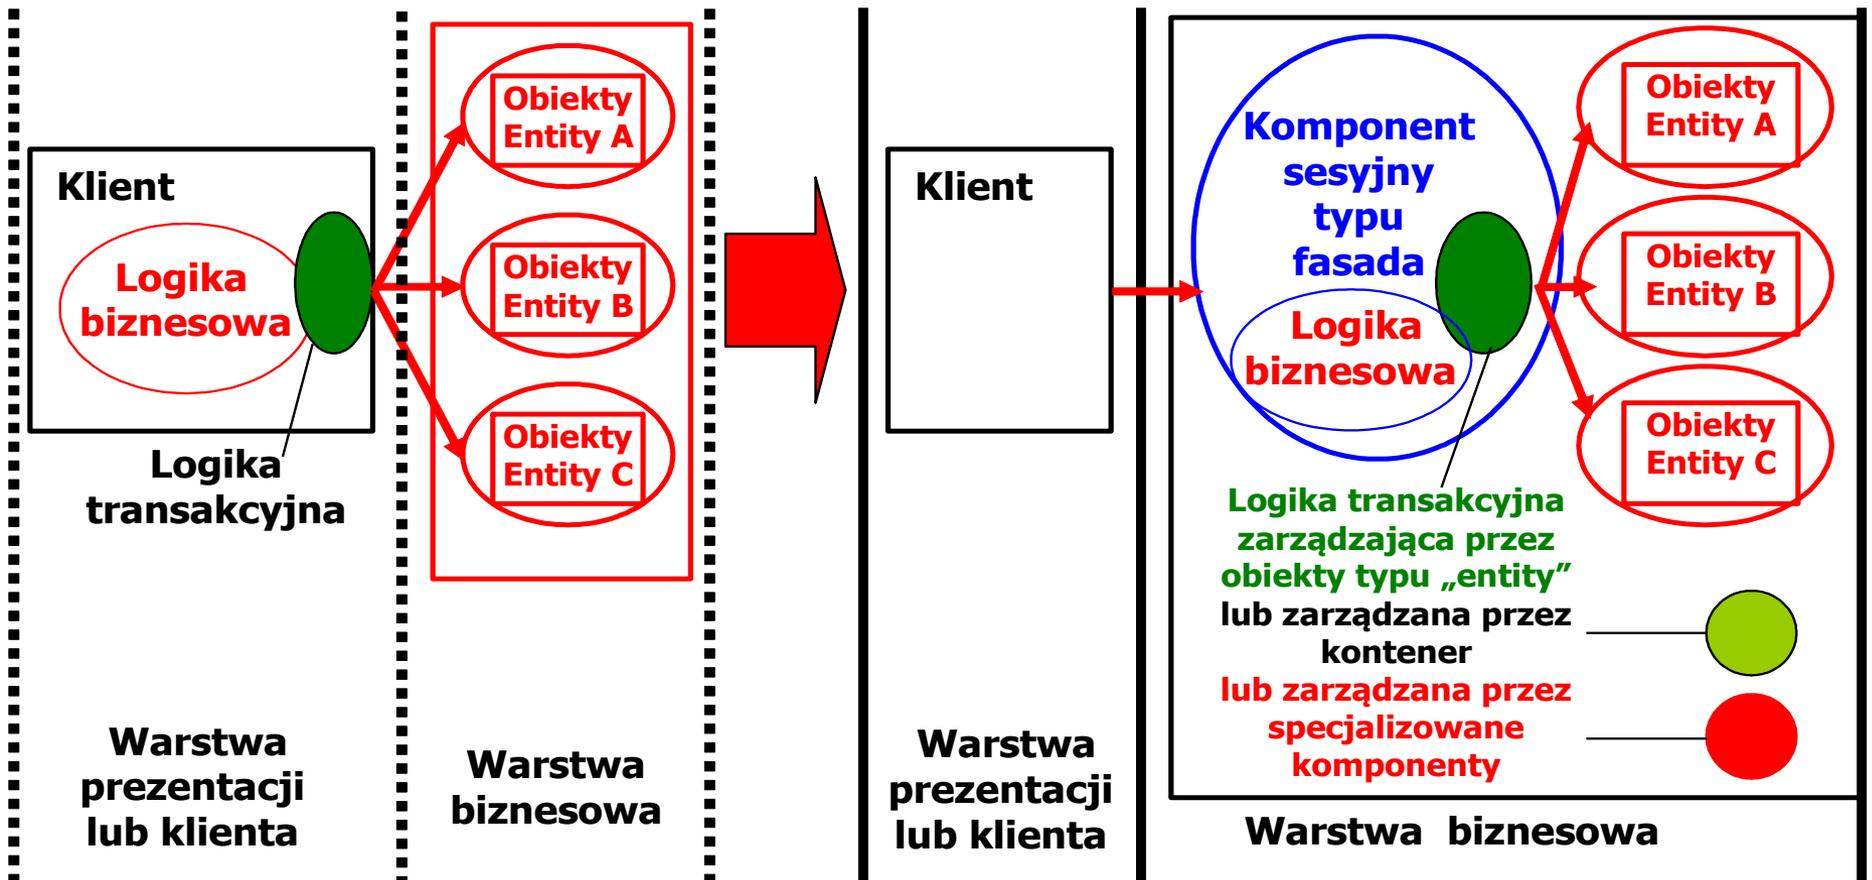 Klient
Logika
biznesowa
Logika
transakcyjna
Warstwa
prezentacji
lub klienta
Obiekty
Entity A
Obiekty
Entity B
Obiekty
Entity C
Warstwa
biznesowa
Klient
Warstwa
prezentacji
lub klienta
Komponent
sesyjny
typu
fasada
Logika
biznesowa
Obiekty
Entity A
Obiekty
Entity B
Obiekty
Entity C
Logika transakcyjna
zarządzająca przez
obiekty typu „entity”
lub zarządzana przez
kontener
lub zarządzana przez
specjalizowane
komponenty
Warstwa biznesowa